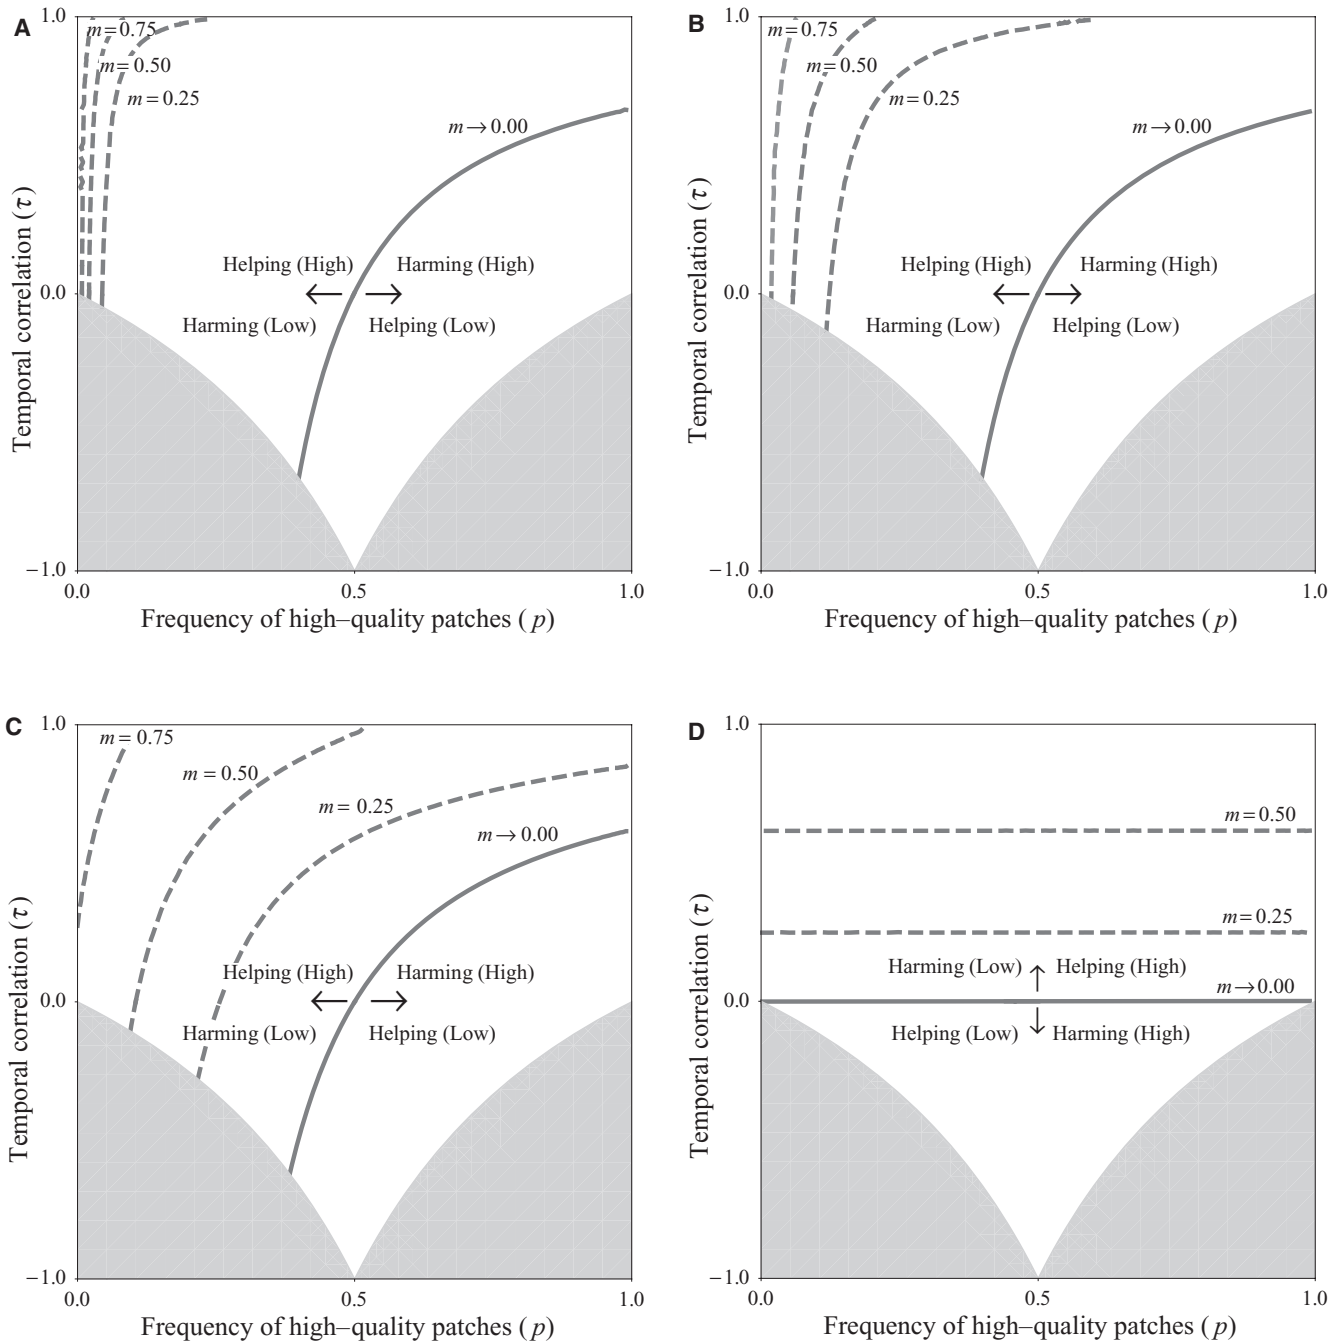 A
1.0
m = 0.75
m = 0.50
m = 0.25
m → 0.00
Temporal correlation (τ)
Helping (High)
Harming (High)
0.0
Harming (Low)
Helping (Low)
−1.0
0.0
0.5
1.0
Frequency of high–quality patches ( p)
B
1.0
m = 0.75
m = 0.50
m = 0.25
m → 0.00
Temporal correlation (τ)
Helping (High)
Harming (High)
0.0
Harming (Low)
Helping (Low)
−1.0
0.0
0.5
1.0
Frequency of high–quality patches ( p)
C
1.0
m = 0.75
m = 0.50
m = 0.25
m → 0.00
Temporal correlation (τ)
Helping (High)
Harming (High)
0.0
Harming (Low)
Helping (Low)
−1.0
0.0
0.5
1.0
Frequency of high–quality patches ( p)
D
1.0
m = 0.50
m = 0.25
Temporal correlation (τ)
Harming (Low)
Helping (High)
m → 0.00
0.0
Helping (Low)
Harming (High)
−1.0
0.0
0.5
1.0
Frequency of high–quality patches ( p)